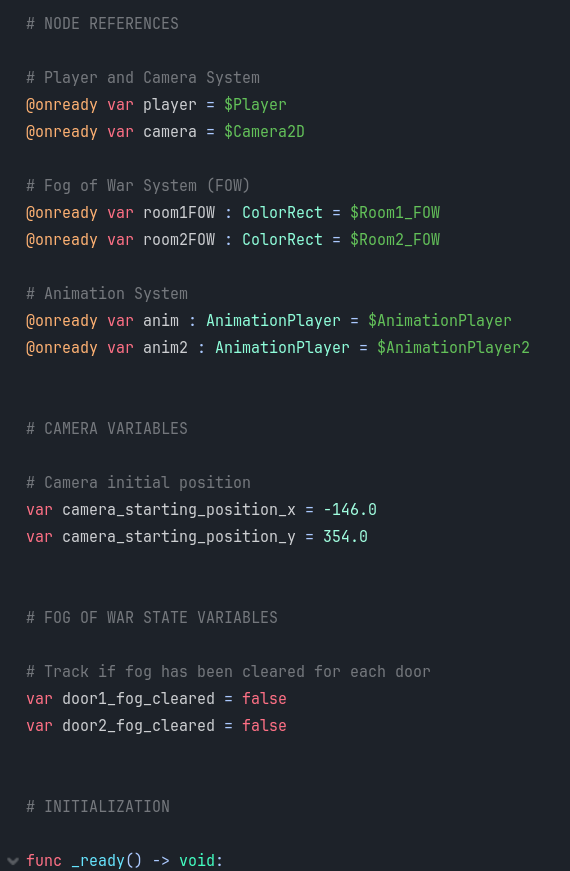 # NODE REFERENCES
# Player and Camera System
@onready var player = $Player
@onready var camera = $Camera2D
# Fog of War System (FOW)
@onready var room1FOW : ColorRect = $Room1_FOW
@onready var room2FOW : ColorRect = $Room2_FOW
# Animation System
@onready var anim : AnimationPlayer = $AnimationPlayer
@onready var anim2 : AnimationPlayer = $AnimationPlayer2
# CAMERA VARIABLES
# Camera initial position
var camera_starting_position_x = -146.0
var camera_starting_position_y = 354.0
# FOG OF WAR STATE VARIABLES
# Track if fog has been cleared for each door
var door1_fog_cleared = false
var door2_fog_cleared = false
# INITIALIZATION
func _ready() -> void: